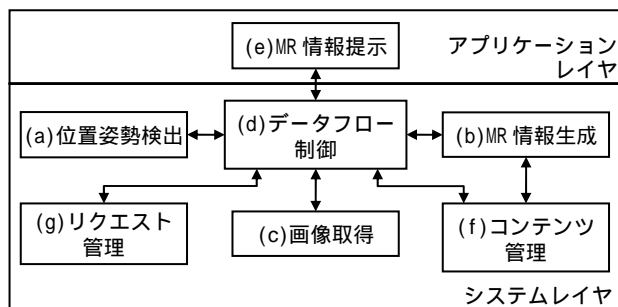 (e)MR 情報提示
アプリケーション
レイヤ
(a)位置姿勢検出
(d)データフロー
制御
(b)MR 情報生成
(g)リクエスト
管理
(c)画像取得
(f)コンテンツ
管理
システムレイヤ